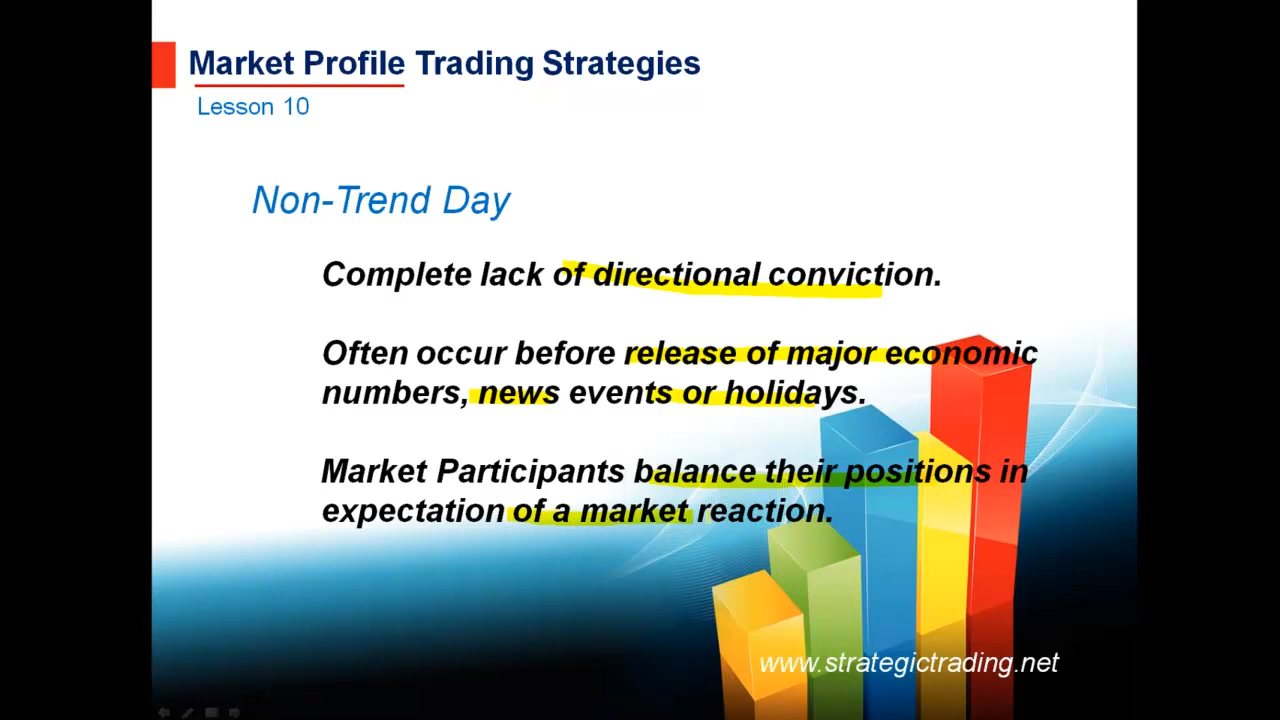 Market Profile Trading Strategies
Lesson 10
Non-Trend Day
Complete lack of directional conviction.
Often occur before release of major economic
numbers, news events or holidays.
Market Participants balance their positions in
expectation of a market reaction.
www.strategictrading.net